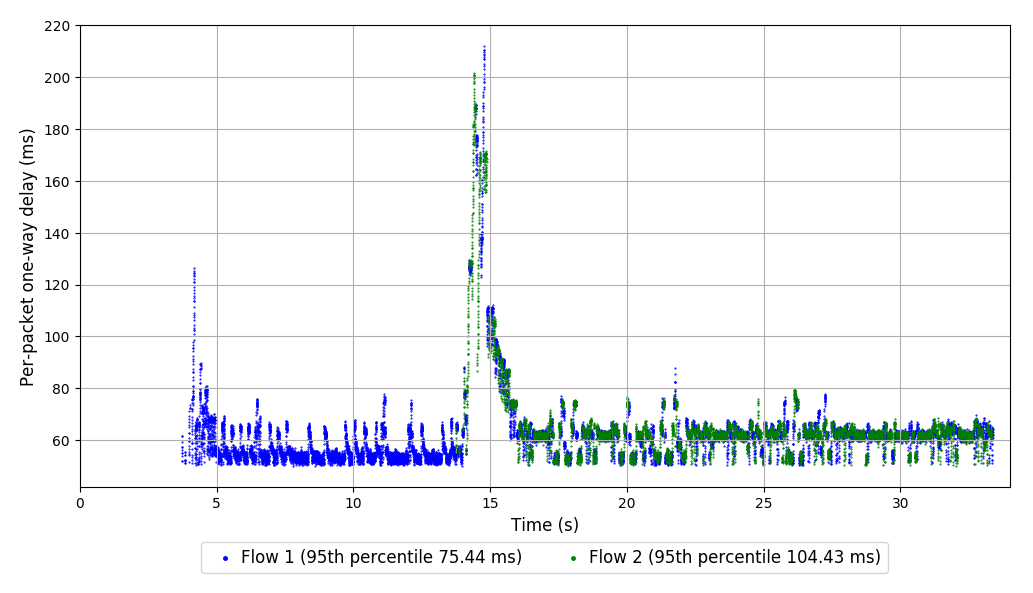 Per-packet one-way delay (ms)
220
200
180
160
140
120
100
80
60
0 5 10 15 20 25 30
Time (s)
Flow 1 (95th percentile 75.44 ms) Flow 2 (95th percentile 104.43 ms)